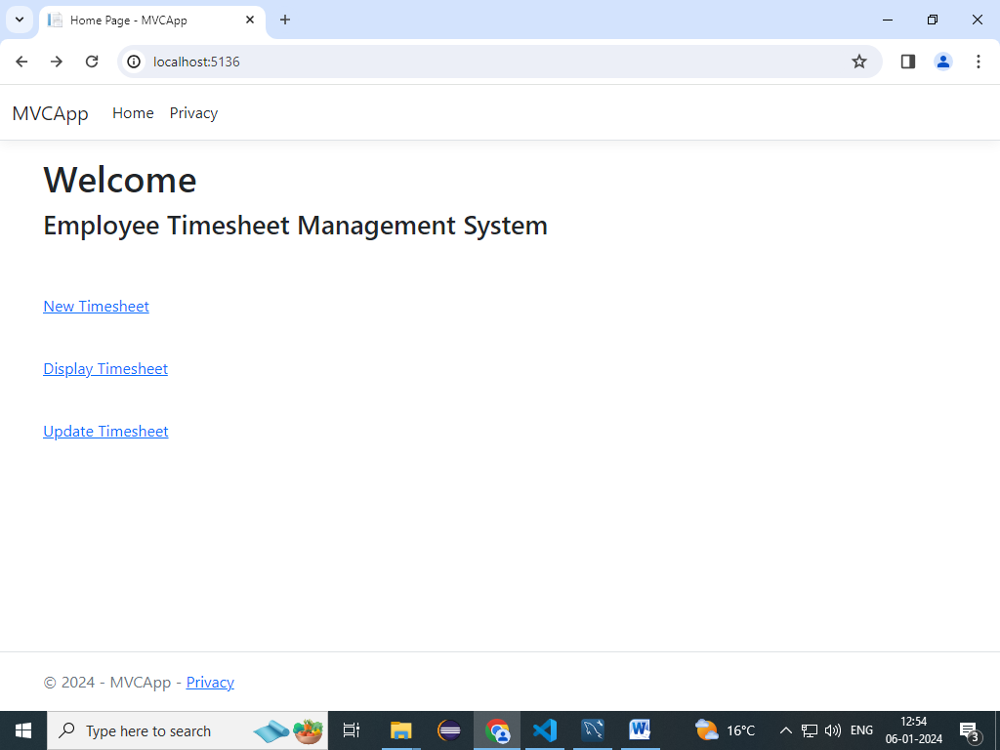 Home Page - MVCApp
localhost:5136
MVCApp Home Privacy
Welcome
Employee Timesheet Management System
New Timesheet
Display Timesheet
Update Timesheet
© 2024 - MVCApp - Privacy
Type here to search 16°C ENG 12:54
06-01-2024 3